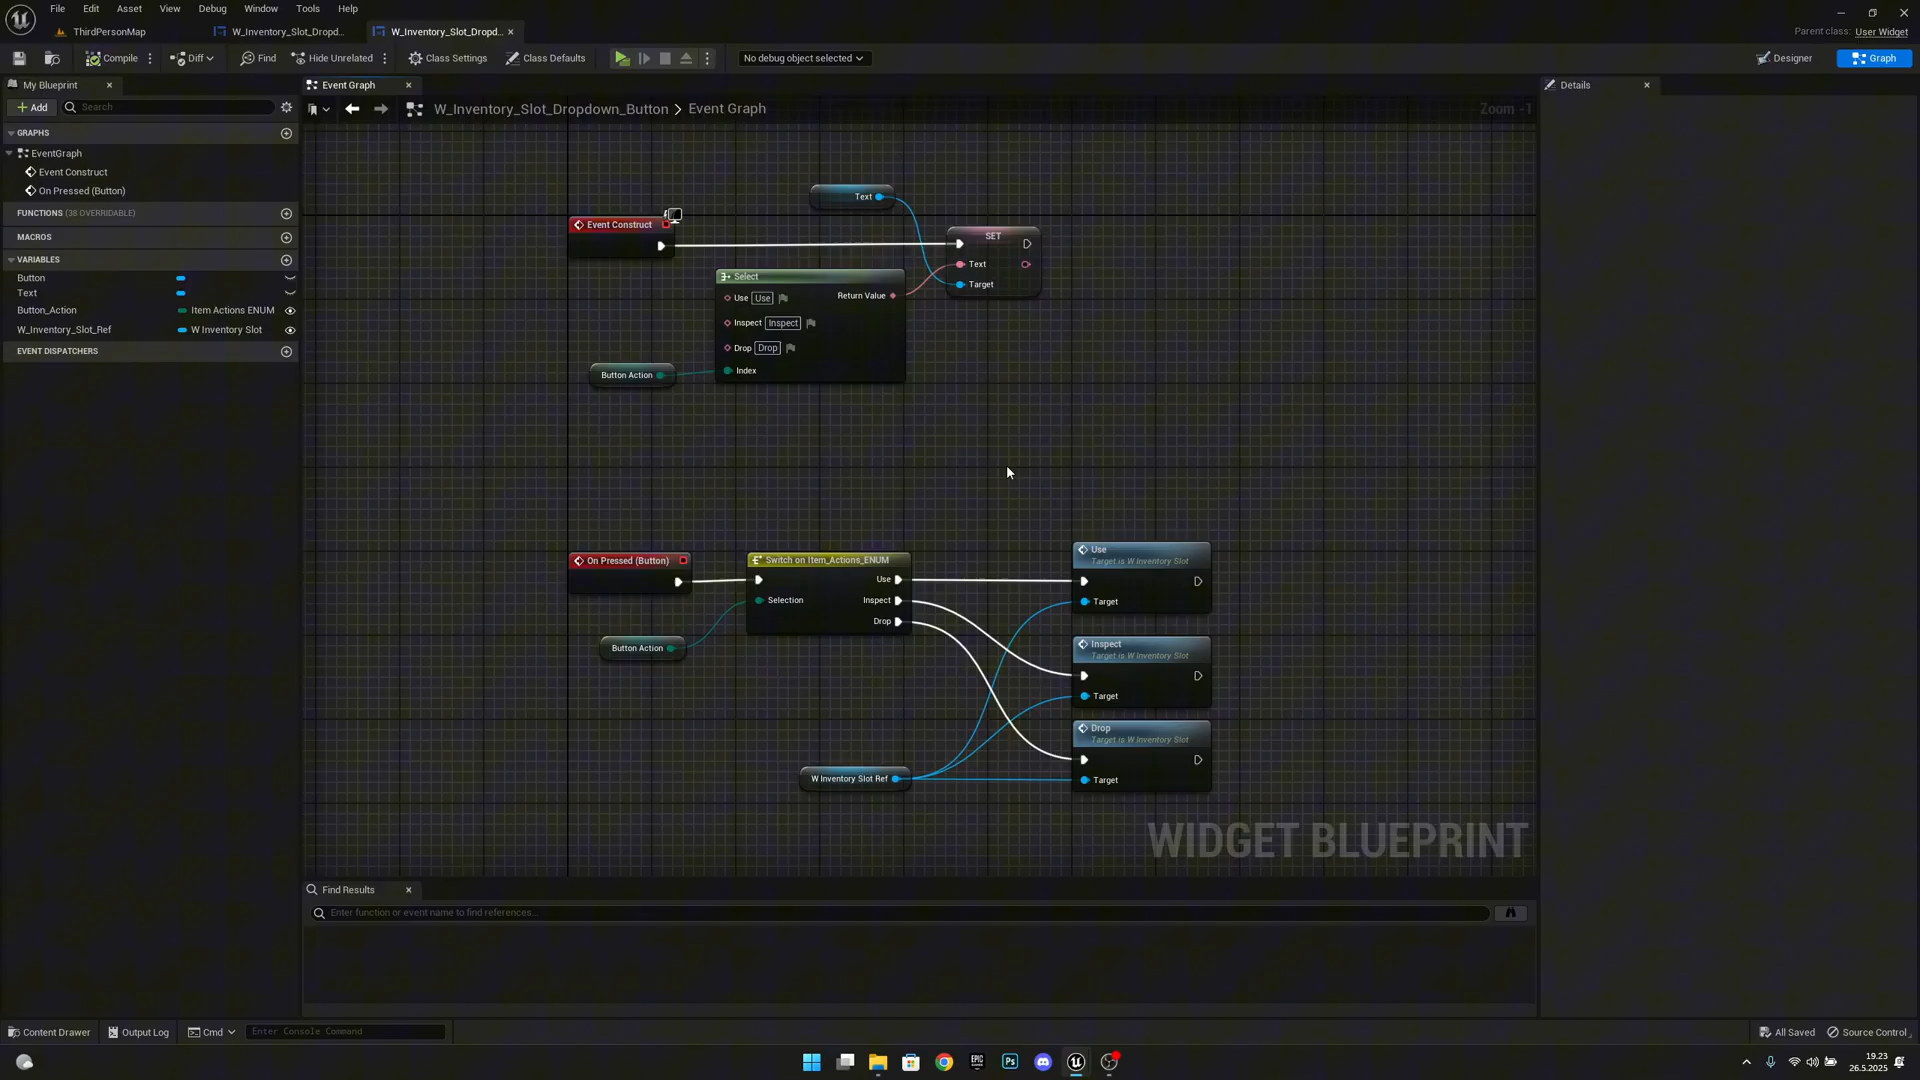 File Edit Asset View Debug Window Tools Help
ThirdPersonMap
W_Inventory_Slot_Dropd...
W_Inventory_Slot_Dropd...
Parent class: User Widget
Compile
Diff
Find
Hide Unrelated
Class Settings
Class Defaults
No debug object selected
Designer
Graph
My Blueprint
Event Graph
Details
Add
Search
W_Inventory_Slot_Dropdown_Button > Event Graph
Zoom -1
GRAPHS
EventGraph
Event Construct
On Pressed (Button)
FUNCTIONS (38 OVERRIDABLE)
MACROS
VARIABLES
Button
Text
Button_Action Item Actions ENUM
W_Inventory_Slot_Ref W Inventory Slot
EVENT DISPATCHERS
Text
Event Construct
SET
Text
Target
Select
Use Use
Return Value
Inspect Inspect
Drop Drop
Index
Button Action
On Pressed (Button)
Switch on Item_Actions_ENUM
Use
Selection
Inspect
Drop
Button Action
Use
Target is W Inventory Slot
Target
Inspect
Target is W Inventory Slot
Target
Drop
Target is W Inventory Slot
Target
W Inventory Slot Ref
WIDGET BLUEPRINT
Find Results
Enter function or event name to find references...
Content Drawer
Output Log
Cmd
Enter Console Command
All Saved
Source Control
EPIC
Ps
19.23
26.5.2025